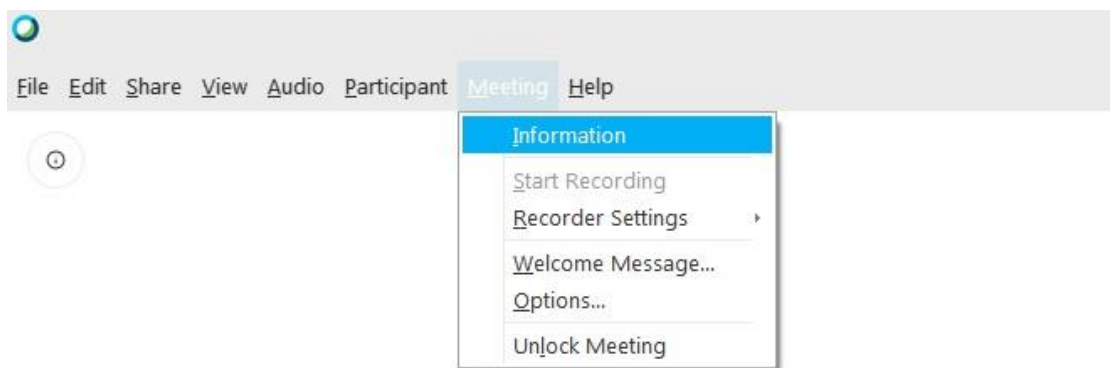 File Edit Share View Audio Participant Meeting Help
Information
Start Recording
Recorder Settings
Welcome Message...
Options...
Unlock Meeting